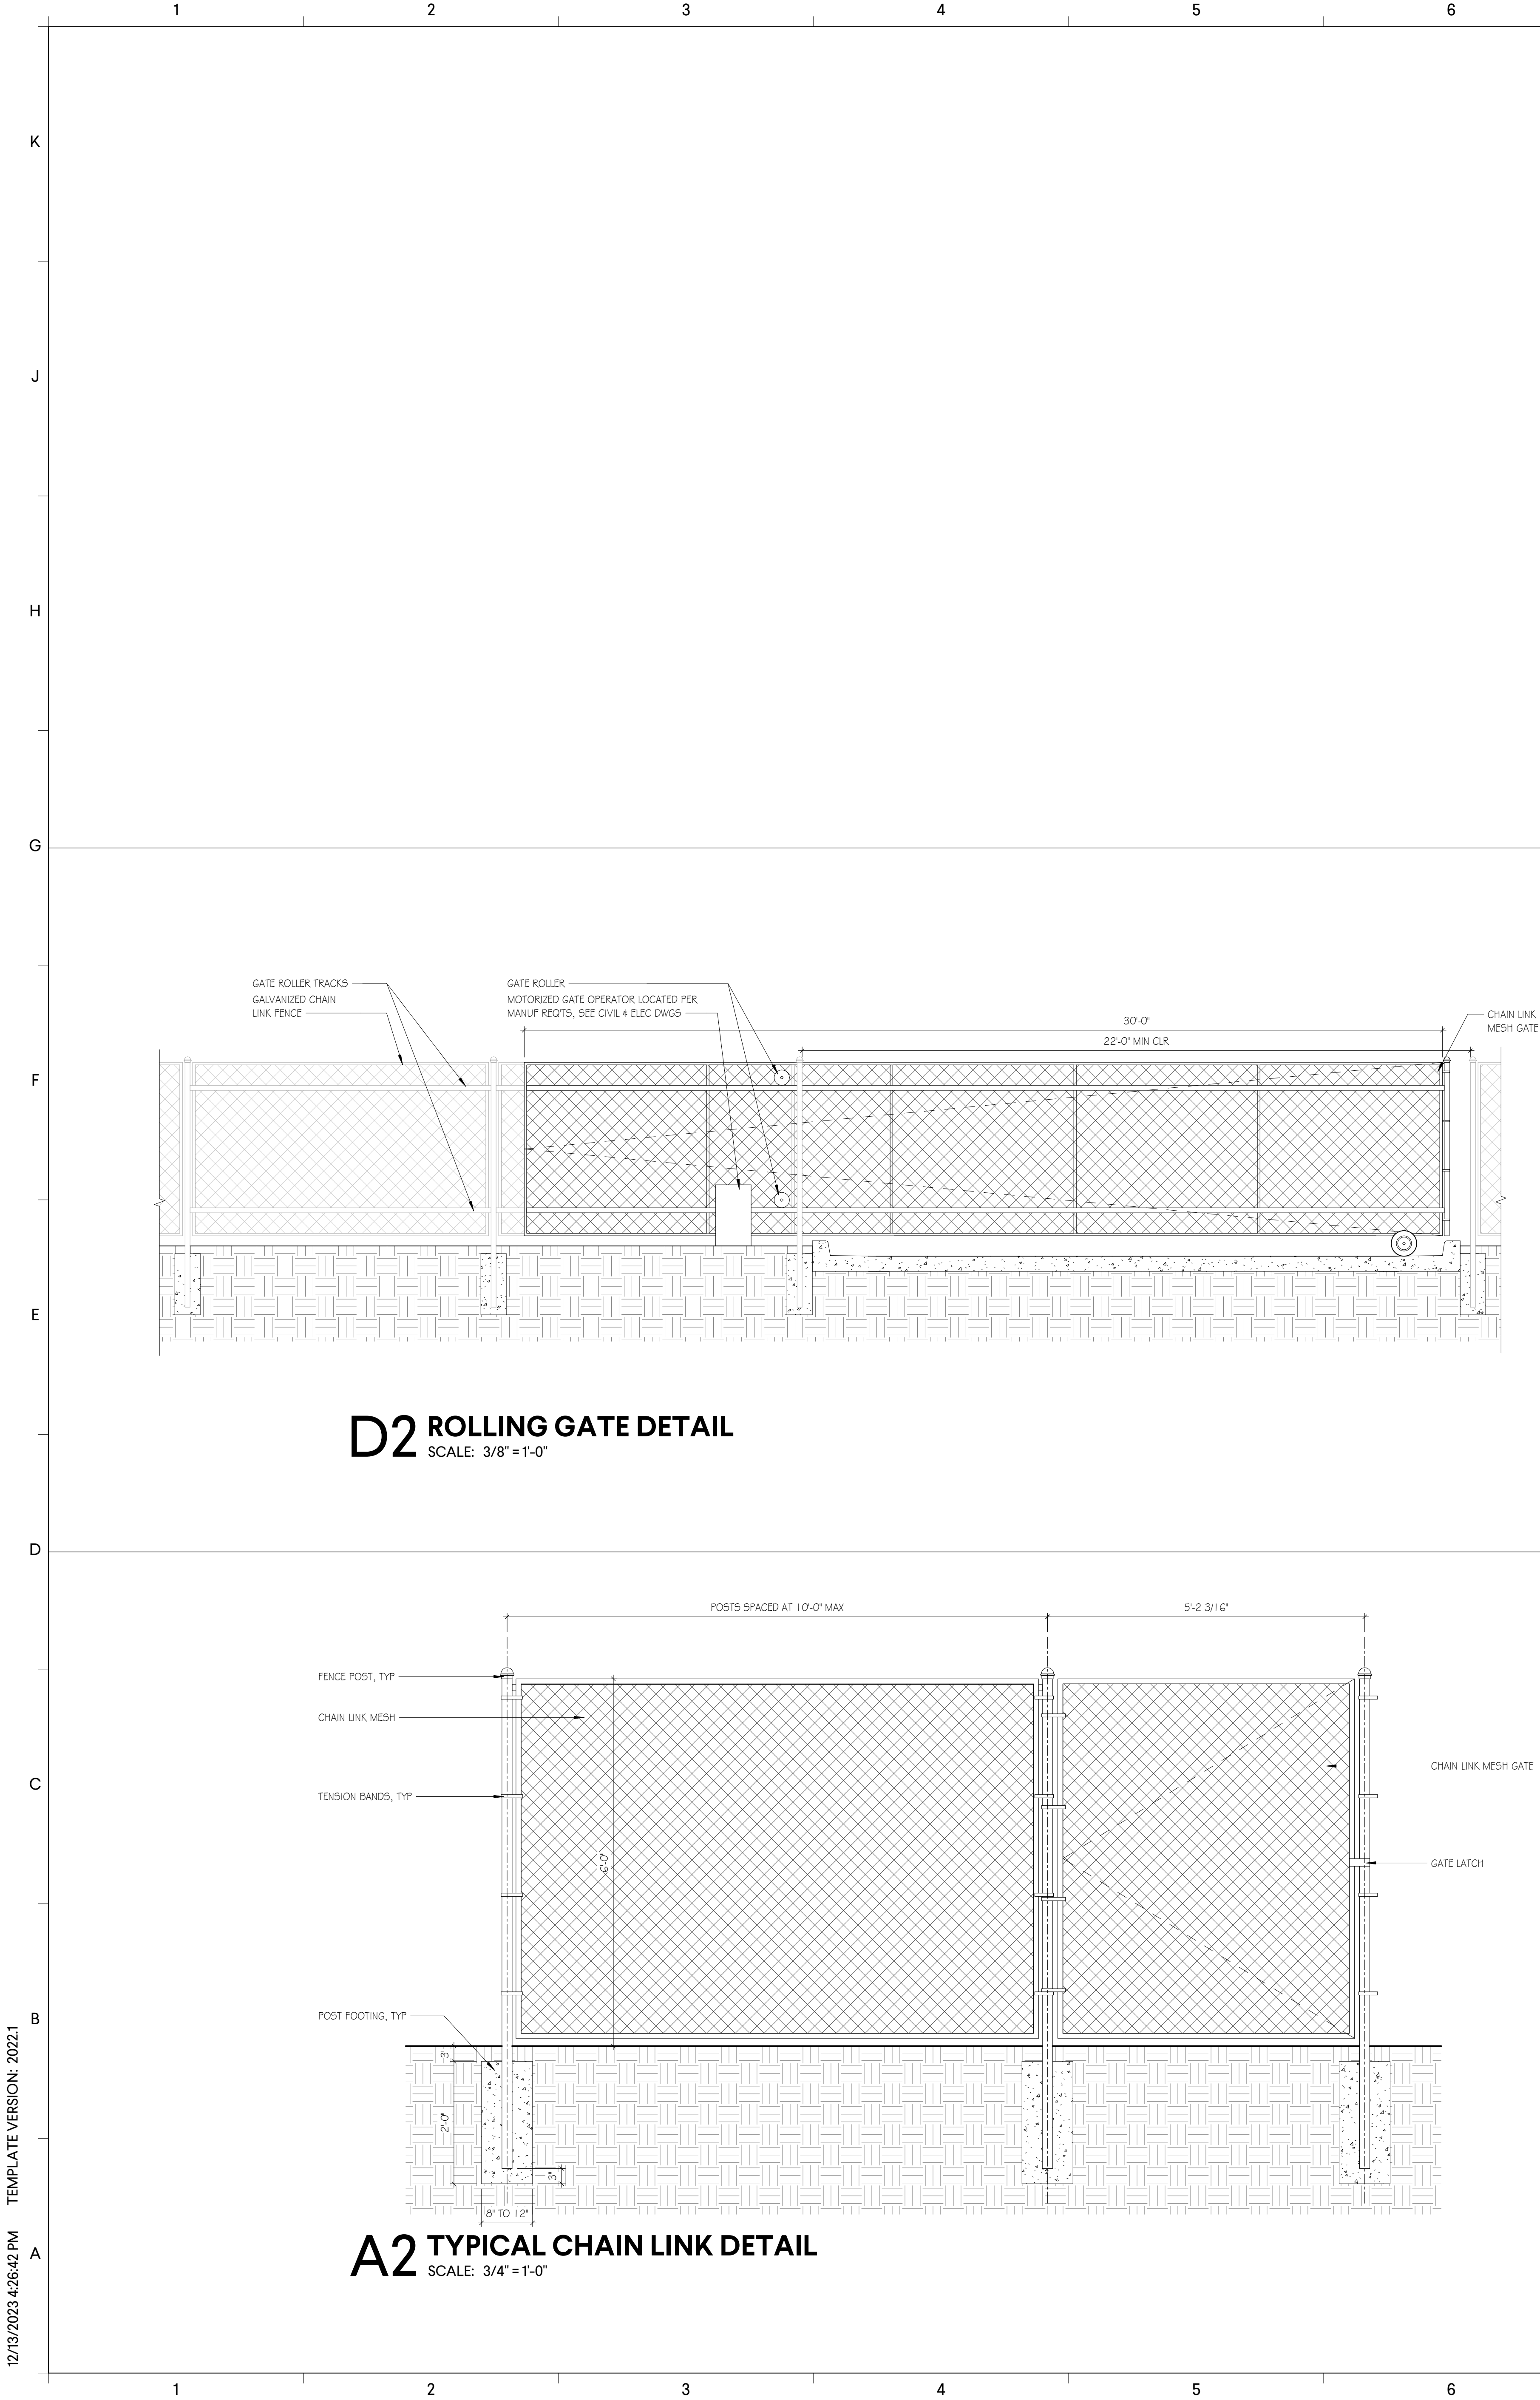 1 2 3 4 5 6
K
J
H
G
GATE ROLLER TRACKS
GALVANIZED CHAIN
LINK FENCE
GATE ROLLER
MOTORIZED GATE OPERATOR LOCATED PER
MANUF REQ'TS, SEE CIVIL & ELEC DWGS
30'-0"
22'-0" MIN CLR
CHAIN LINK
MESH GATE
F
E
D2 ROLLING GATE DETAIL
SCALE: 3/8" = 1'-0"
D
POSTS SPACED AT 10'-0" MAX
5'-2 3/16"
FENCE POST, TYP
CHAIN LINK MESH
TENSION BANDS, TYP
6'-0"
C
CHAIN LINK MESH GATE
GATE LATCH
B
POST FOOTING, TYP
3"
2'-0"
3"
8" TO 12"
A2 TYPICAL CHAIN LINK DETAIL
SCALE: 3/4" = 1'-0"
A
12/13/2023 4:26:42 PM TEMPLATE VERSION: 2022.1
1 2 3 4 5 6